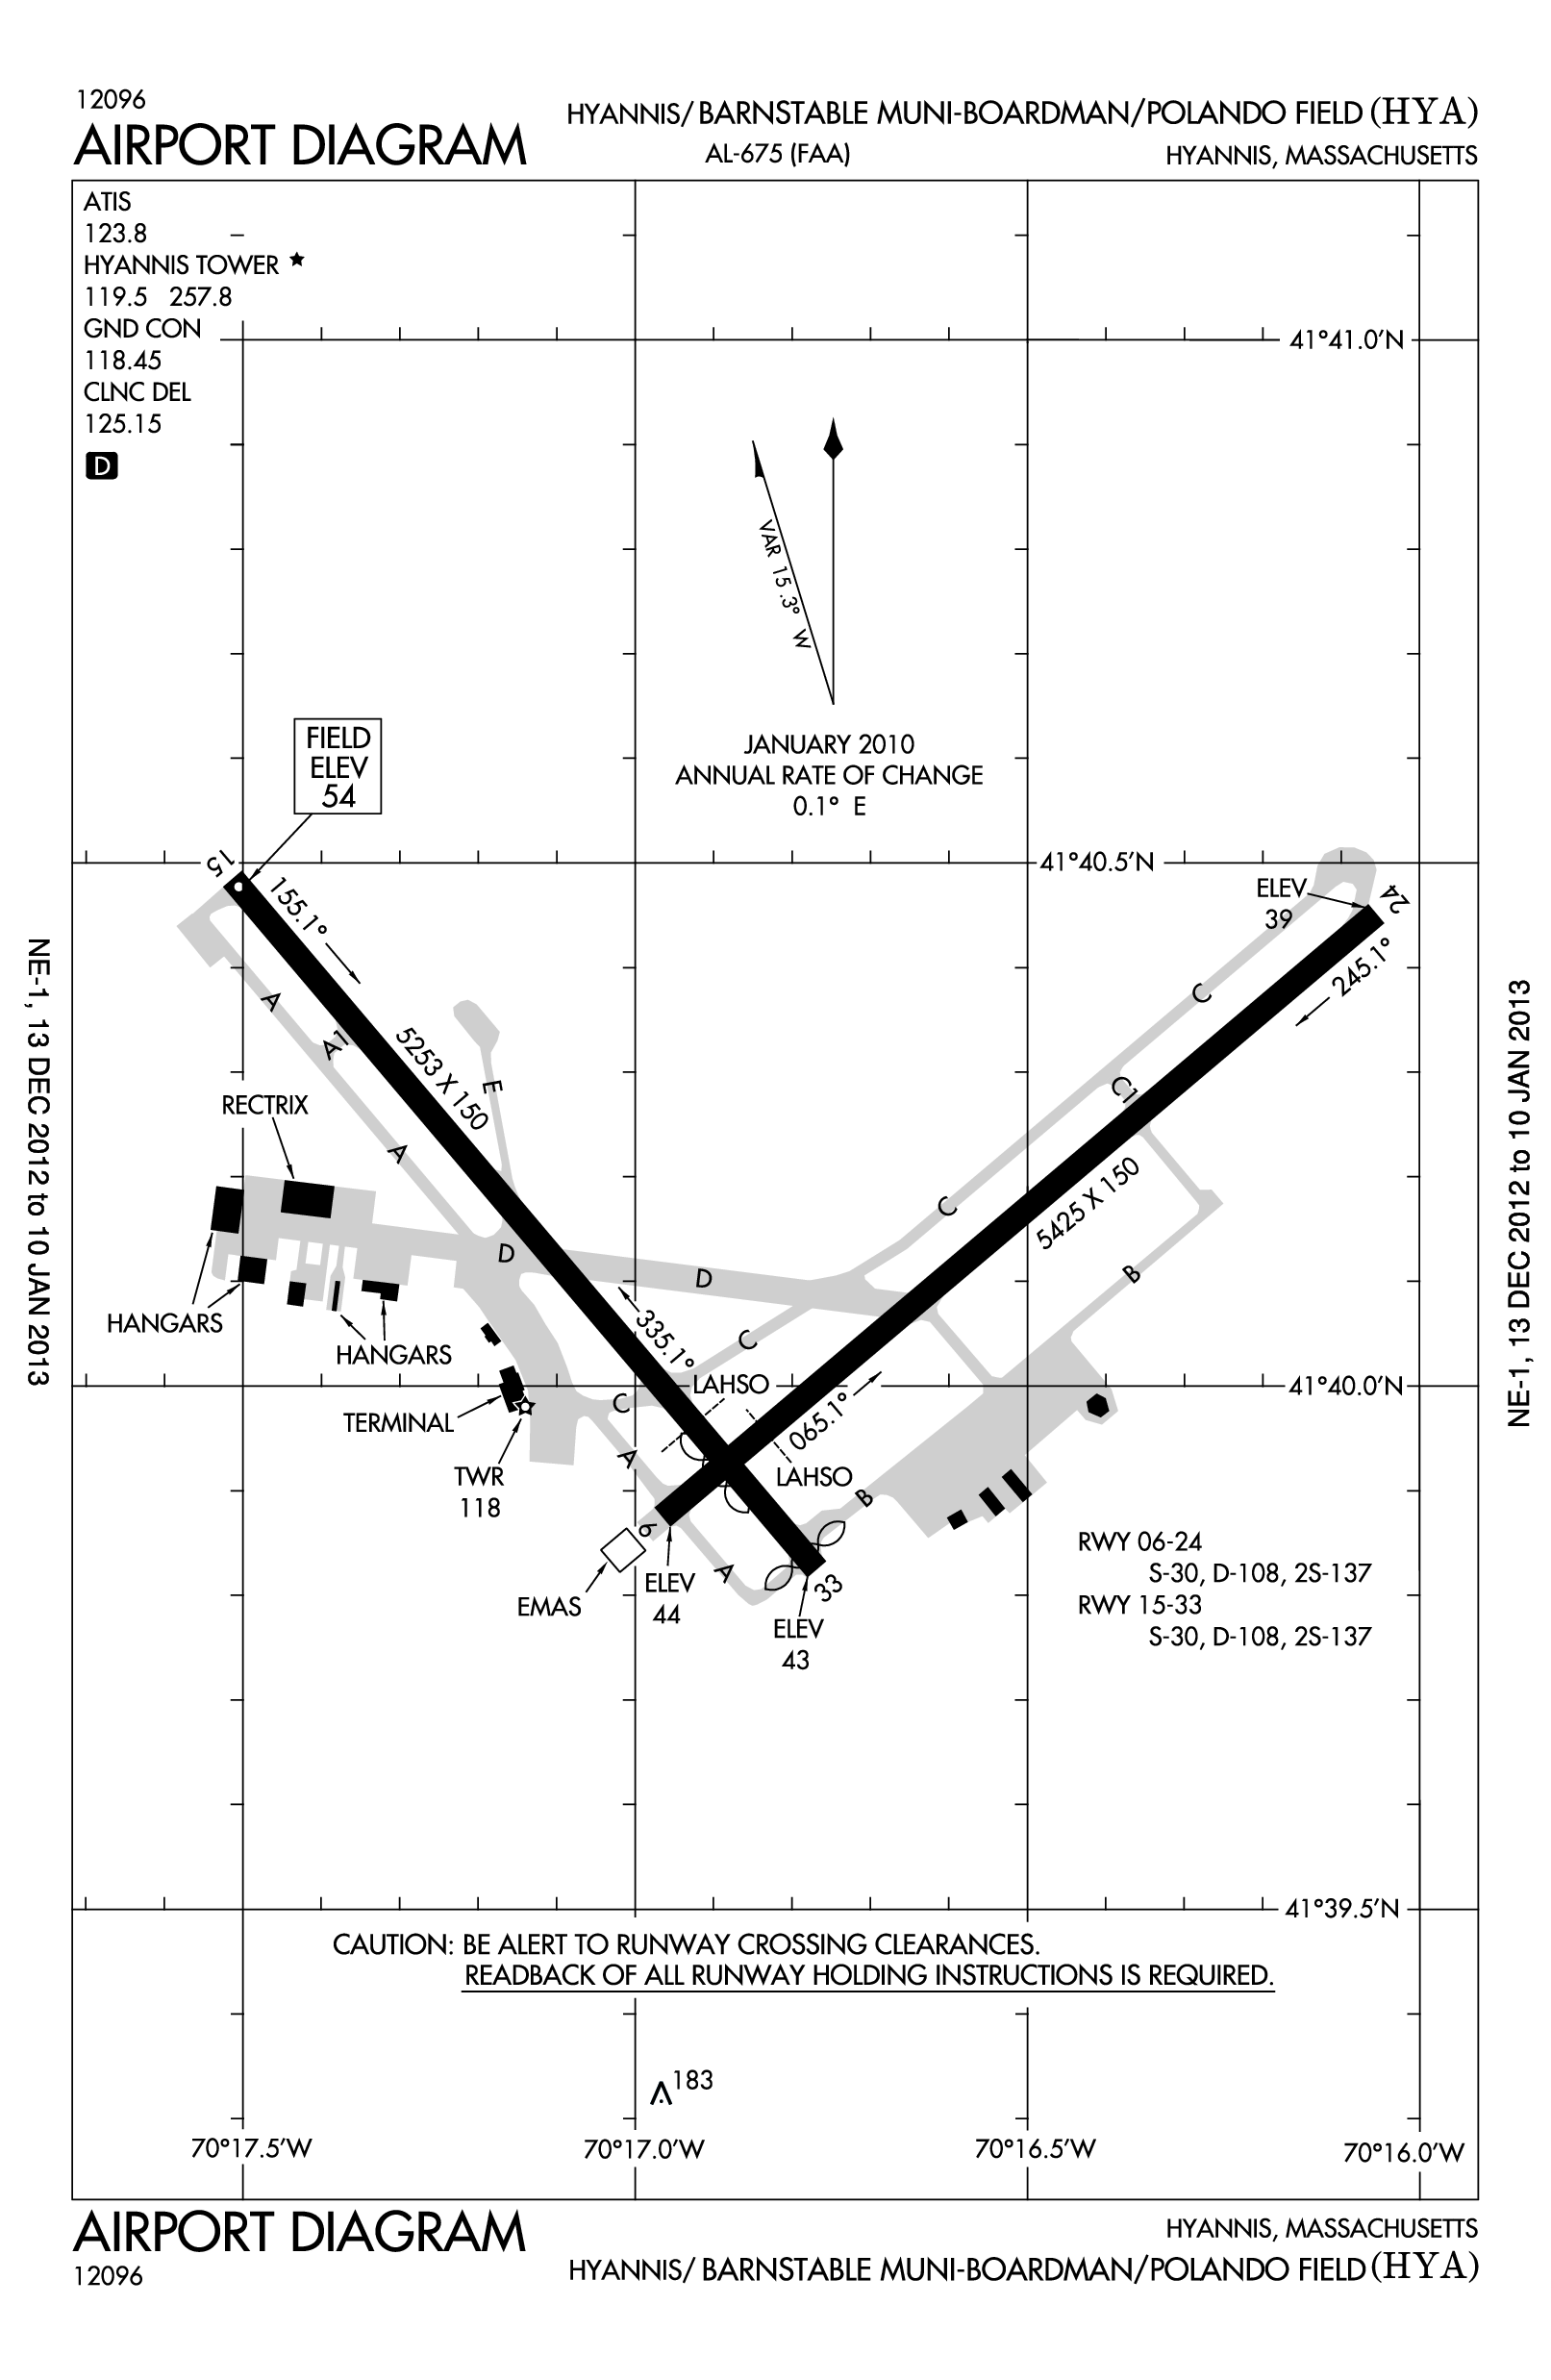 12096
AIRPORT DIAGRAM
HYANNIS/ BARNSTABLE MUNI-BOARDMAN/POLANDO FIELD (HYA)
AL-675 (FAA)
HYANNIS, MASSACHUSETTS
ATIS
123.8
HYANNIS TOWER ★
119.5 257.8
GND CON
118.45
CLNC DEL
125.15
D
41°41.0'N
VAR 15.3° W
JANUARY 2010
ANNUAL RATE OF CHANGE
0.1° E
FIELD
ELEV
54
15
155.1°
41°40.5'N
ELEV
39
24
245.1°
A
A1
5253 X 150
E
C
C1
RECTRIX
A
C
5425 X 150
D
D
B
HANGARS
HANGARS
335.1°
C
LAHSO
41°40.0'N
C
065.1°
TERMINAL
A
TWR
118
LAHSO
B
6
EMAS
ELEV
44
A
33
ELEV
43
RWY 06-24
S-30, D-108, 2S-137
RWY 15-33
S-30, D-108, 2S-137
NE-1, 13 DEC 2012 to 10 JAN 2013
NE-1, 13 DEC 2012 to 10 JAN 2013
41°39.5'N
CAUTION: BE ALERT TO RUNWAY CROSSING CLEARANCES.
READBACK OF ALL RUNWAY HOLDING INSTRUCTIONS IS REQUIRED.
183
70°17.5'W
70°17.0'W
70°16.5'W
70°16.0'W
AIRPORT DIAGRAM
12096
HYANNIS, MASSACHUSETTS
HYANNIS/ BARNSTABLE MUNI-BOARDMAN/POLANDO FIELD (HYA)